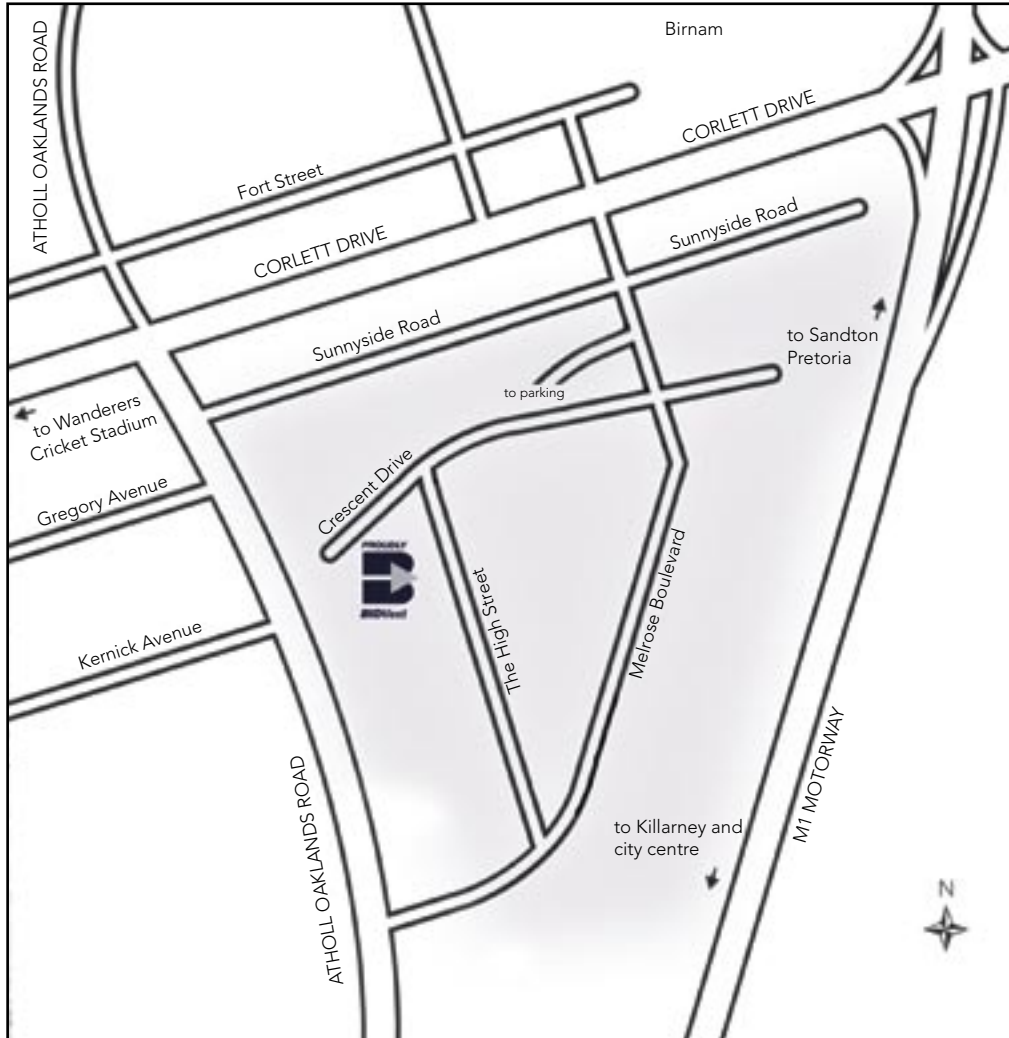 Birnam
ATHOLL OAKLANDS ROAD
CORLETT DRIVE
Fort Street
Sunnyside Road
CORLETT DRIVE
Sunnyside Road
to Sandton
Pretoria
to parking
to Wanderers
Cricket Stadium
Crescent Drive
Gregory Avenue
PROUDLY
BIDVest
The High Street
Melrose Boulevard
Kernick Avenue
M1 MOTORWAY
ATHOLL OAKLANDS ROAD
to Killarney and
city centre
N